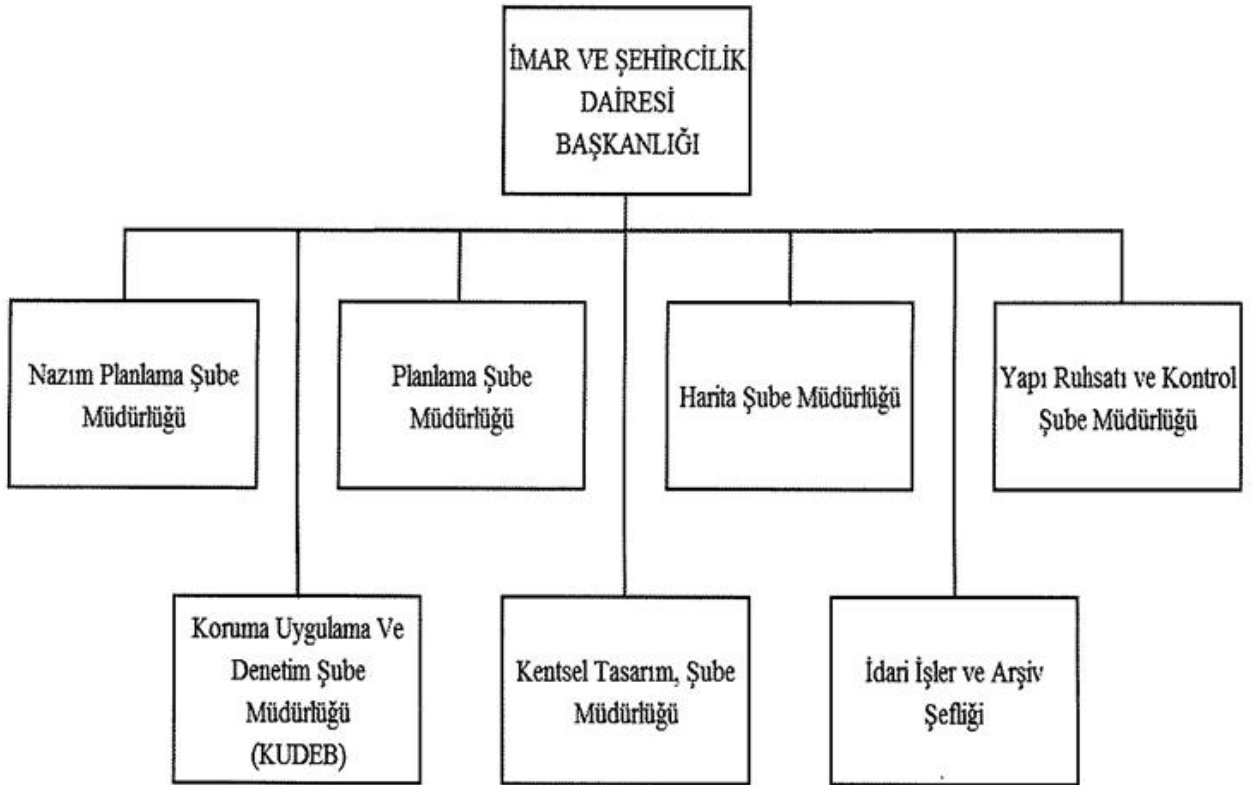 İMAR VE ŞEHİRCİLİK
DAİRESİ
BAŞKANLIĞI
Nazım Planlama Şube
Müdürlüğü
Planlama Şube
Müdürlüğü
Harita Şube Müdürlüğü
Yapı Ruhsatı ve Kontrol
Şube Müdürlüğü
Koruma Uygulama Ve
Denetim Şube
Müdürlüğü
(KUDEB)
Kentsel Tasarım, Şube
Müdürlüğü
İdari İşler ve Arşiv
Şefliği